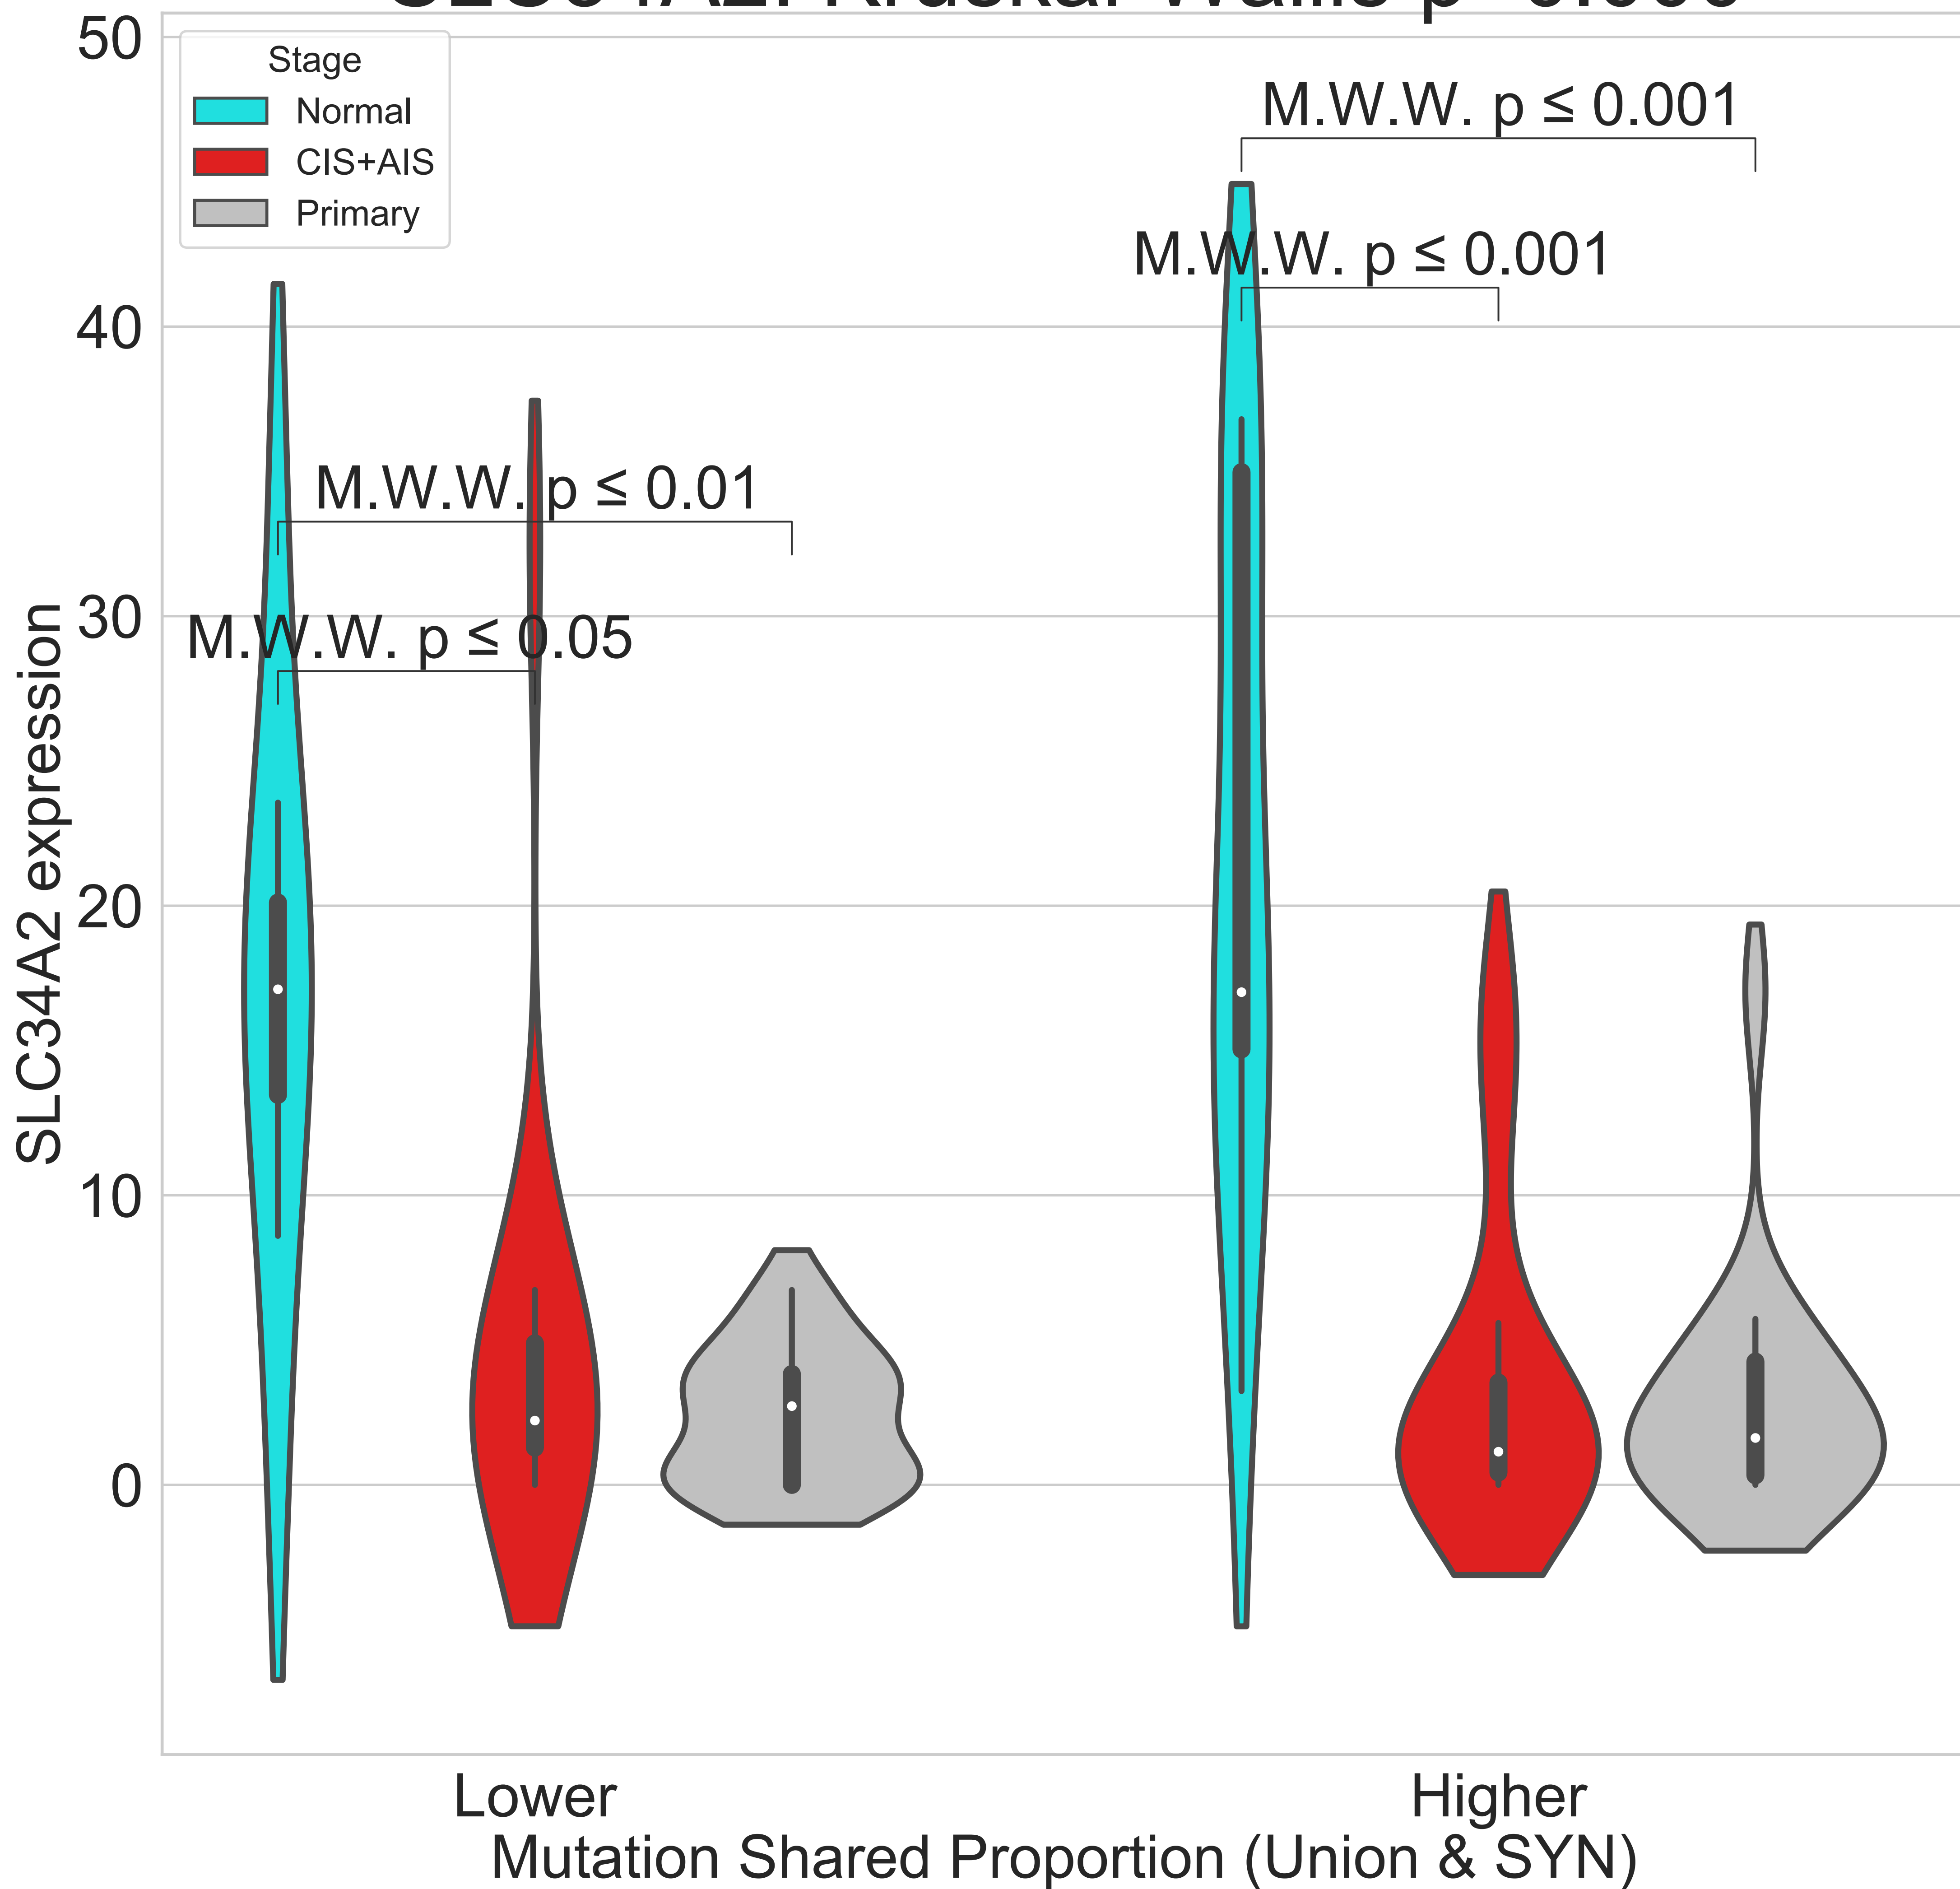 50
Stage
Normal
CIS+AIS
Primary
M.W.W. p ≤ 0.001
M.W.W. p ≤ 0.001
40
M.W.W. p ≤ 0.01
30
M.W.W. p ≤ 0.05
SLC34A2 expression
20
10
0
Lower
Higher
Mutation Shared Proportion (Union & SYN)